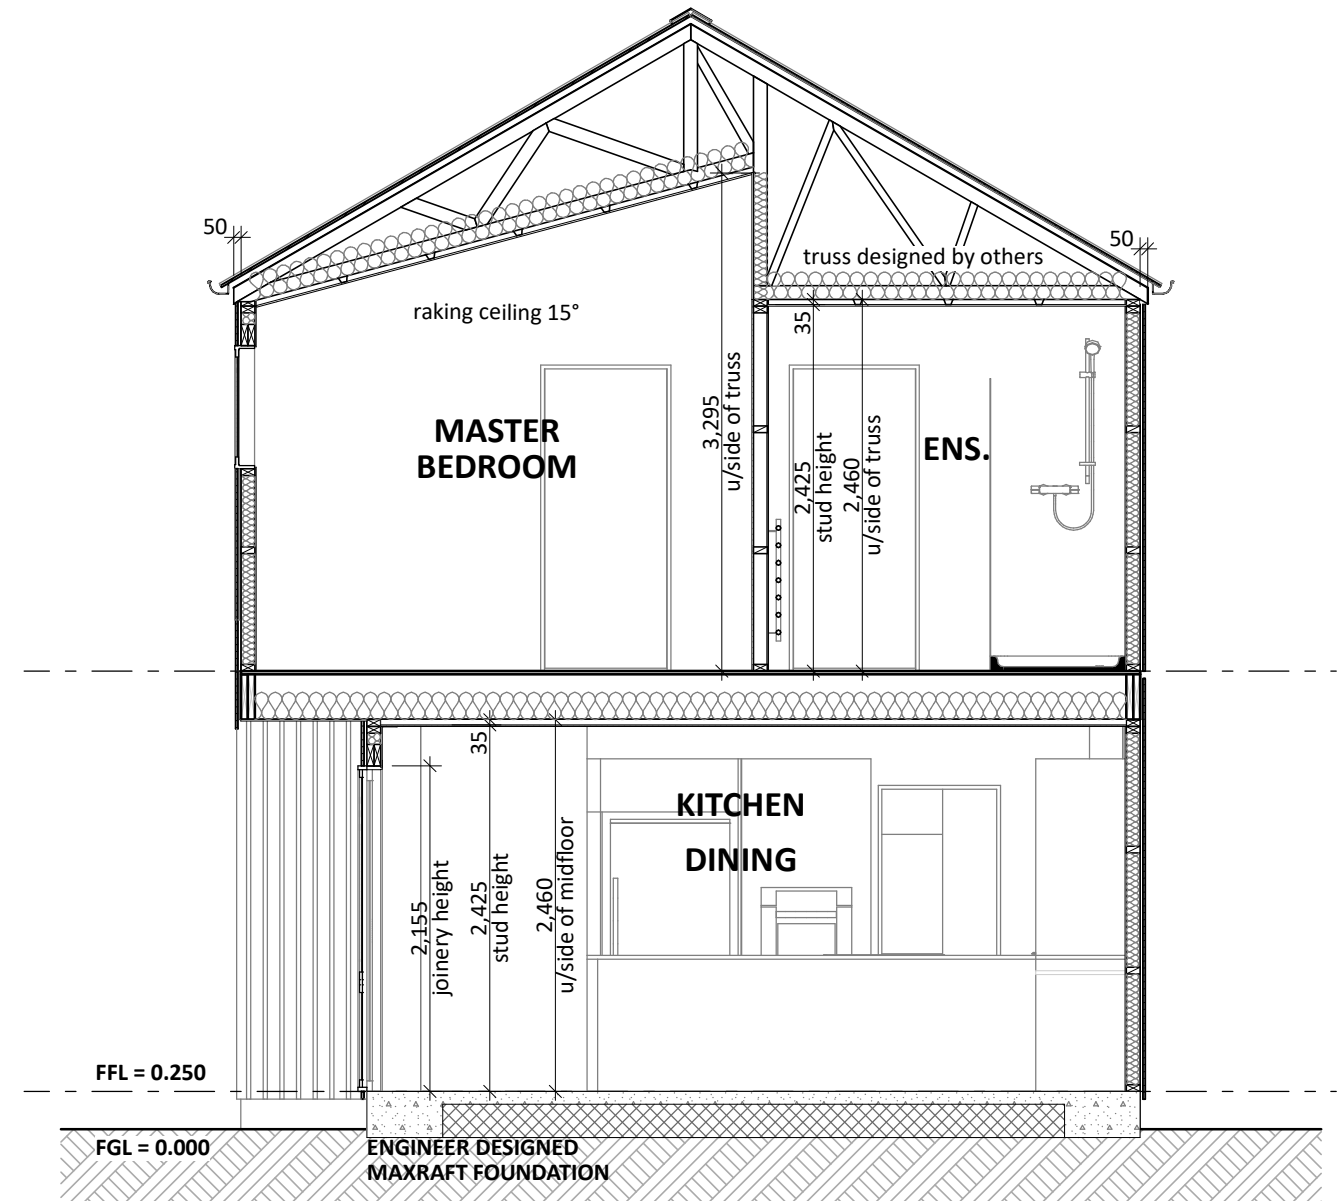 50
50
truss designed by others
raking ceiling 15°
35
3,295
u/side of truss
MASTER
BEDROOM
2,425
stud height
2,460
u/side of truss
ENS.
35
KITCHEN
DINING
2,155
joinery height
2,425
stud height
2,460
u/side of midfloor
FFL = 0.250
FGL = 0.000
ENGINEER DESIGNED
MAXRAFT FOUNDATION